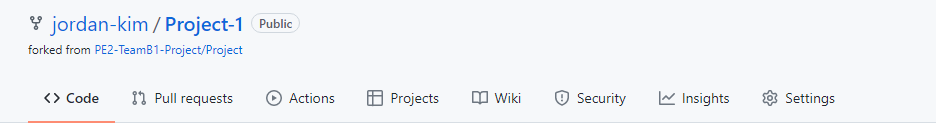 jordan-kim / Project-1 Public
forked from PE2-TeamB1-Project/Project
Code Pull requests Actions Projects Wiki Security Insights Settings